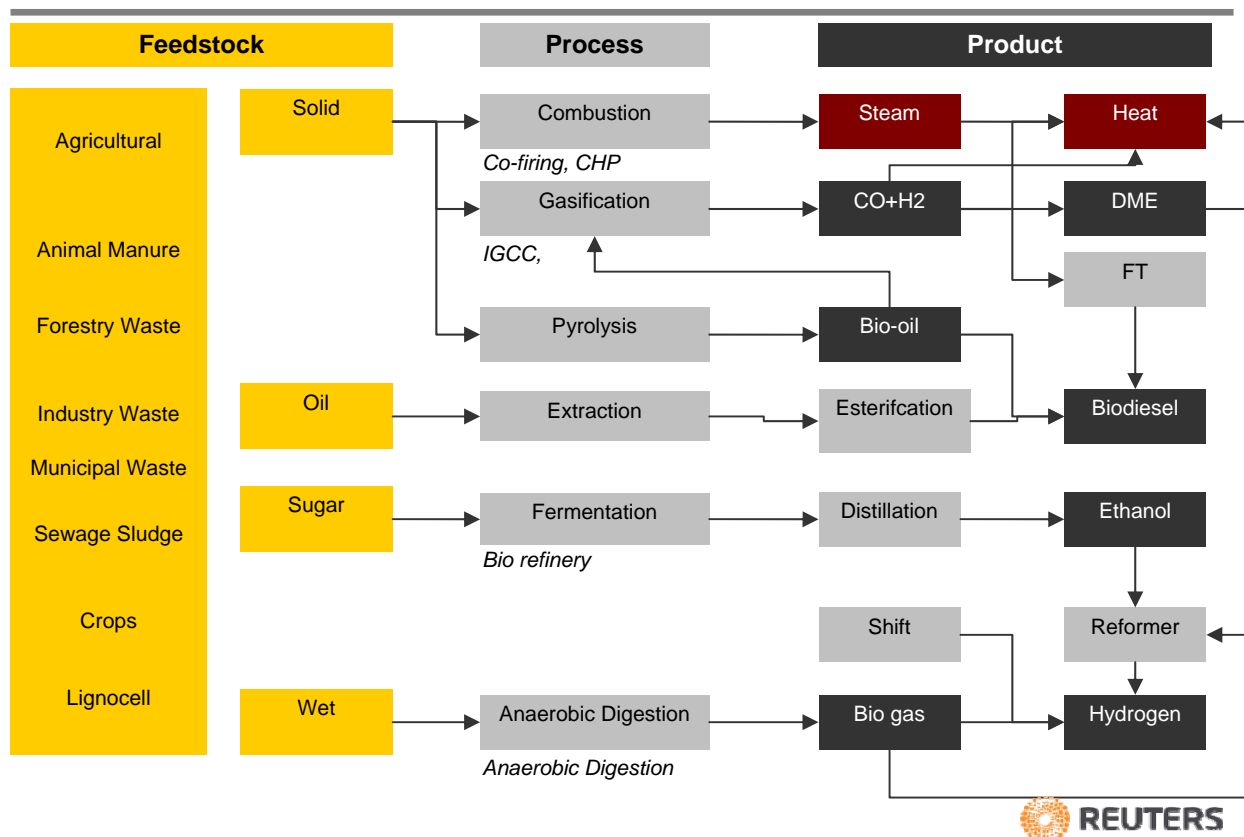 Feedstock
Process
Product
Agricultural
Animal Manure
Forestry Waste
Industry Waste
Municipal Waste
Sewage Sludge
Crops
Lignocell
Solid
Combustion
Steam
Heat
Co-firing, CHP
Gasification
CO+H2
DME
IGCC,
FT
Pyrolysis
Bio-oil
Oil
Extraction
Esterifcation
Biodiesel
Sugar
Fermentation
Distillation
Ethanol
Bio refinery
Shift
Reformer
Wet
Anaerobic Digestion
Bio gas
Hydrogen
Anaerobic Digestion
REUTERS